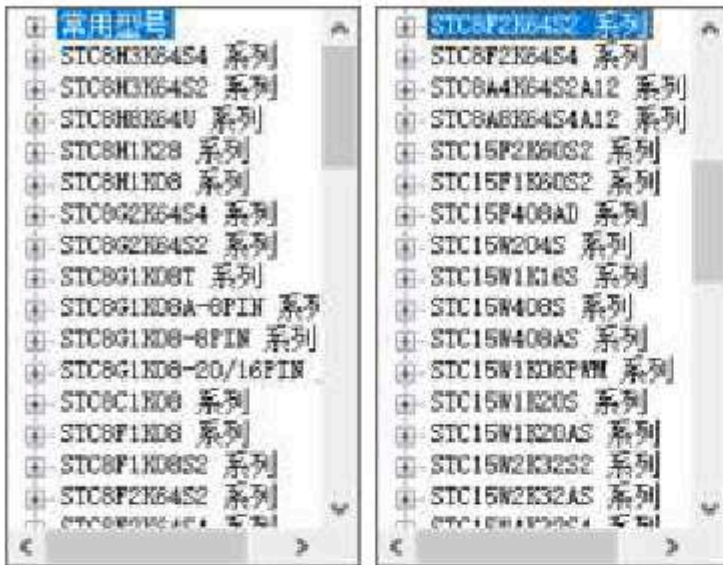 常用型号
STC8H3K64S4 系列
STC8H3K64S2 系列
STC8H8K64U 系列
STC8H1K28 系列
STC8H1K08 系列
STC8G2K64S4 系列
STC8G2K64S2 系列
STC8G1K08T 系列
STC8G1K08A-8PIN 系列
STC8G1K08-8PIN 系列
STC8G1K08-20/16PIN
STC8C1K08 系列
STC8F1K08 系列
STC8F1K08S2 系列
STC8F2K64S2 系列
STC8F2K64S4 系列
STC8F2K64S2 系列
STC8F2K64S4 系列
STC8A4K64S2A12 系列
STC8A8K64S4A12 系列
STC15F2K60S2 系列
STC15F1K60S2 系列
STC15F408AD 系列
STC15W204S 系列
STC15W1K16S 系列
STC15W408S 系列
STC15W408AS 系列
STC15W1K08PWM 系列
STC15W1K20S 系列
STC15W1K20AS 系列
STC15W2K32S2 系列
STC15W2K32AS 系列